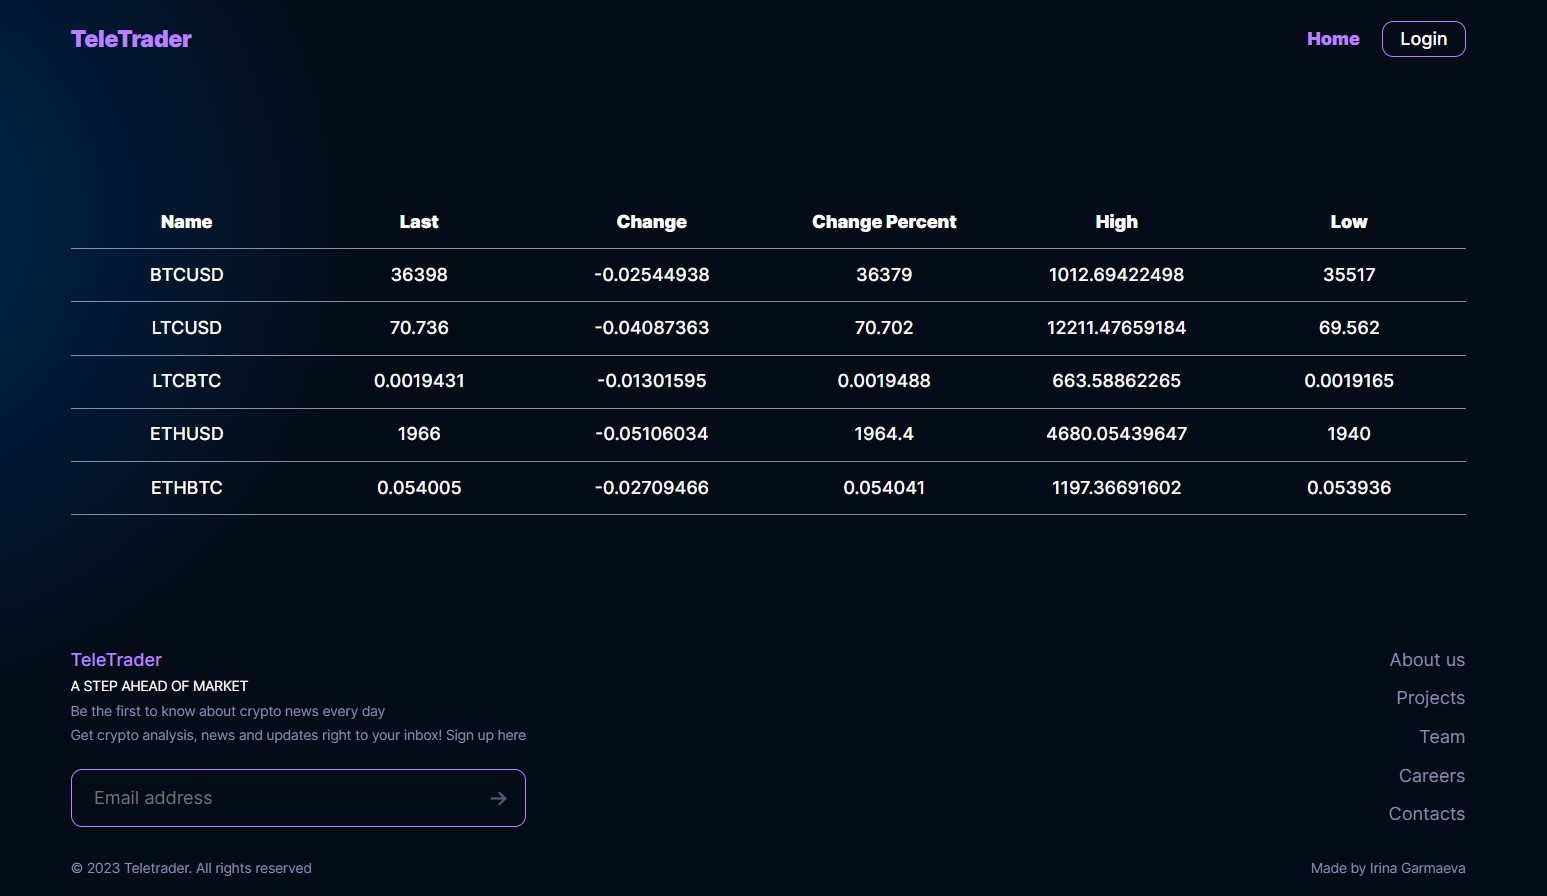 TeleTrader Home Login
Name Last Change Change Percent High Low
BTCUSD 36398 -0.02544938 36379 1012.69422498 35517
LTCUSD 70.736 -0.04087363 70.702 12211.47659184 69.562
LTCBTC 0.0019431 -0.01301595 0.0019488 663.58862265 0.0019165
ETHUSD 1966 -0.05106034 1964.4 4680.05439647 1940
ETHBTC 0.054005 -0.02709466 0.054041 1197.36691602 0.053936
TeleTrader
A STEP AHEAD OF MARKET
Be the first to know about crypto news every day
Get crypto analysis, news and updates right to your inbox! Sign up here
Email address
About us
Projects
Team
Careers
Contacts
© 2023 Teletrader. All rights reserved
Made by Irina Garmaeva